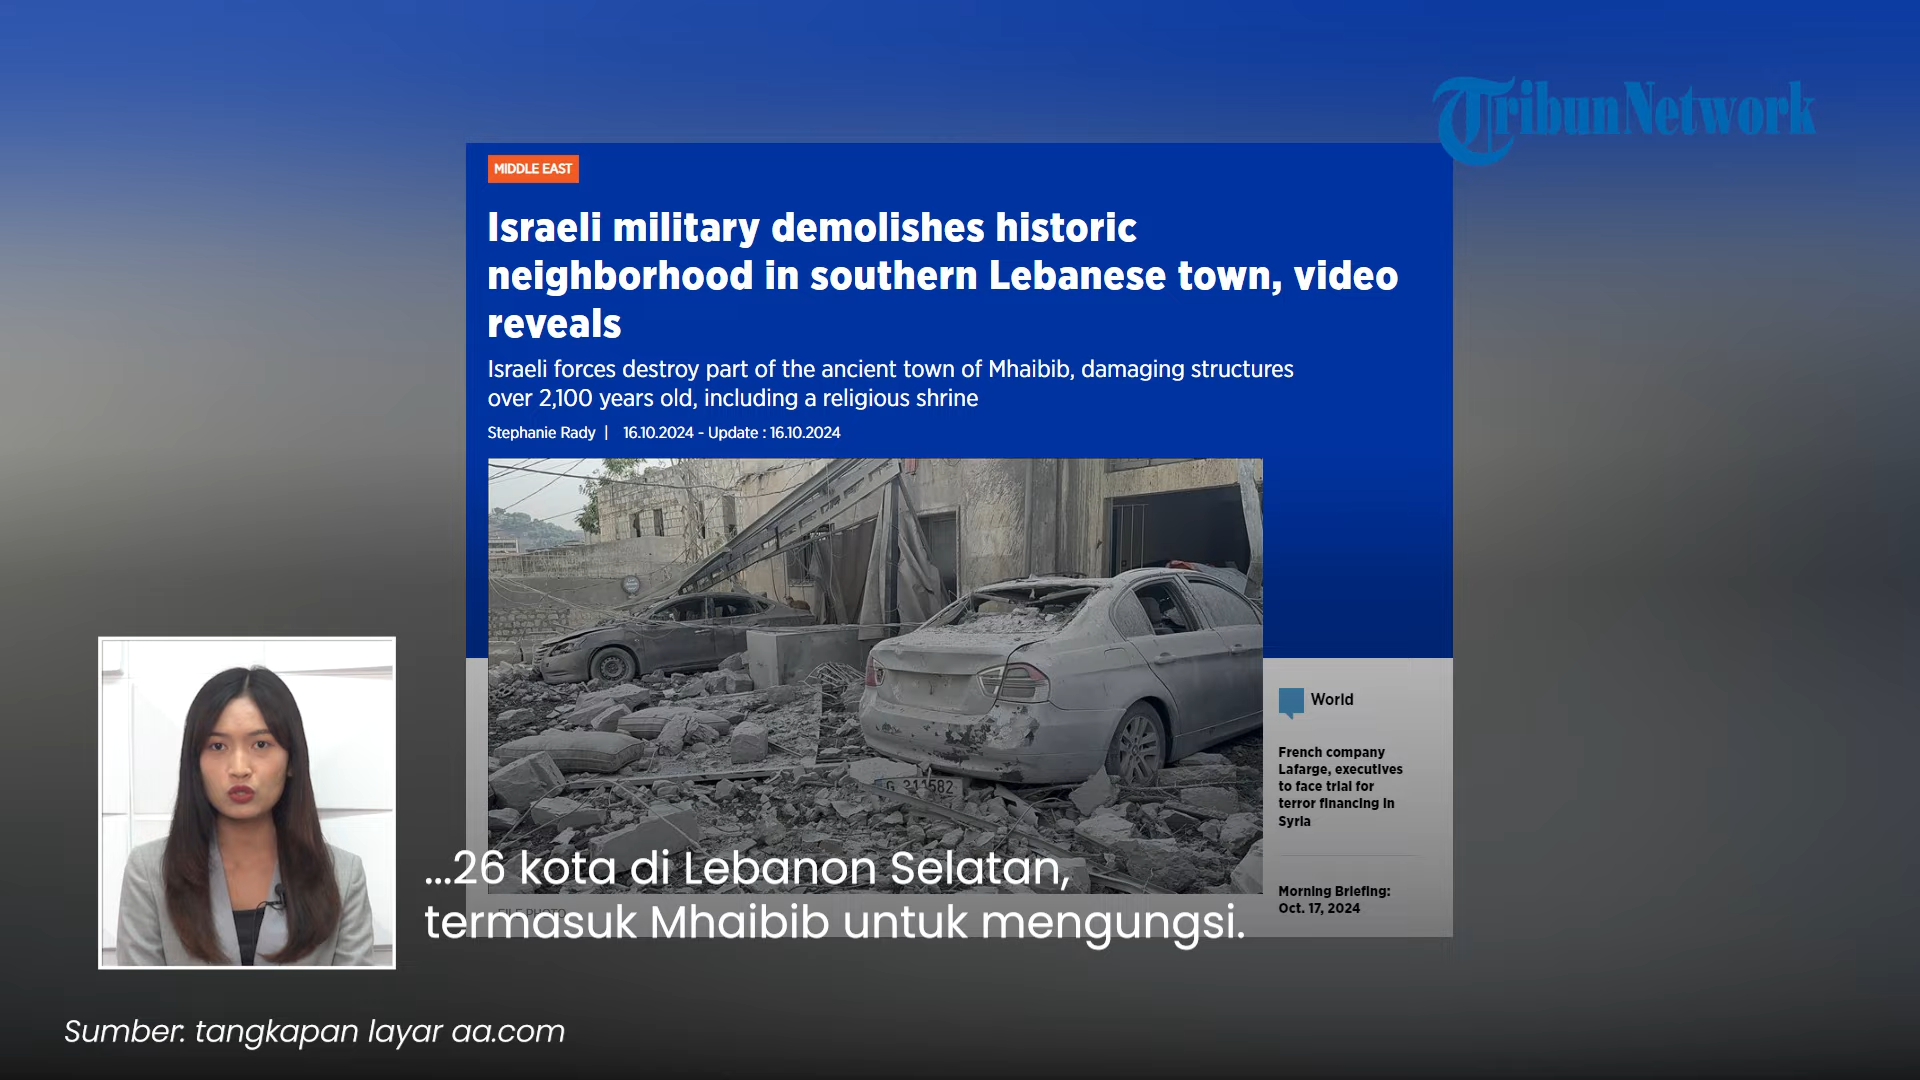 TribunNetwork
MIDDLE EAST
Israeli military demolishes historic
neighborhood in southern Lebanese town, video
reveals
Israeli forces destroy part of the ancient town of Mhaibib, damaging structures
over 2,100 years old, including a religious shrine
Stephanie Rady | 16.10.2024 - Update : 16.10.2024
World
French company
Lafarge, executives
to face trial for
terror financing in
Syria
Morning Briefing:
Oct. 17, 2024
FILE PHOTO
...26 kota di Lebanon Selatan,
termasuk Mhaibib untuk mengungsi.
Sumber: tangkapan layar aa.com